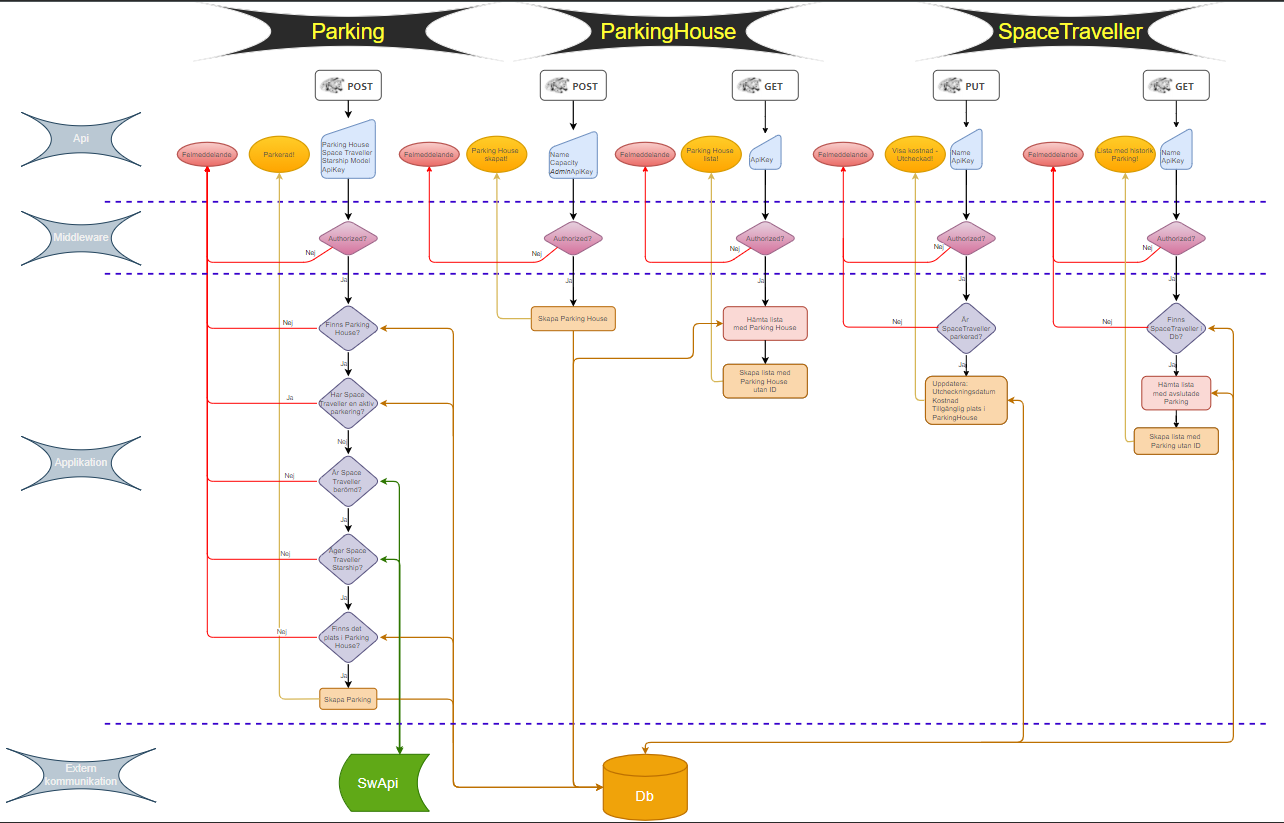 Parking
ParkingHouse
SpaceTraveller
POST
POST
GET
PUT
GET
Api
Felmeddelande
Parkerad!
Parking House
Space Traveller
Starship Model
ApiKey
Felmeddelande
Parking House
skapat!
Name
Capacity
AdminApiKey
Felmeddelande
Parking House
lista!
ApiKey
Felmeddelande
Visa kostnad -
Utcheckad!
Name
ApiKey
Felmeddelande
Lista med historik
Parking!
Name
ApiKey
Middleware
Authorized?
Nej
Ja
Authorized?
Nej
Ja
Authorized?
Nej
Ja
Authorized?
Nej
Ja
Authorized?
Nej
Ja
Finns Parking
House?
Nej
Ja
Har Space
Traveller en aktiv
parkering?
Ja
Nej
Är Space
Traveller
berömd?
Nej
Ja
Äger Space
Traveller
Starship?
Nej
Ja
Finns det
plats i Parking
House?
Nej
Ja
Skapa Parking
Skapa Parking House
Hämta lista
med Parking House
Skapa lista med
Parking House
utan ID
Är
SpaceTraveller
parkerad?
Nej
Ja
Uppdatera:
Utcheckningsdatum
Kostnad
Tillgänglig plats i
ParkingHouse
Finns
SpaceTraveller i
Db?
Nej
Ja
Hämta lista
med avslutade
Parking
Skapa lista med
Parking utan ID
Applikation
Extern
kommunikation
SwApi
Db